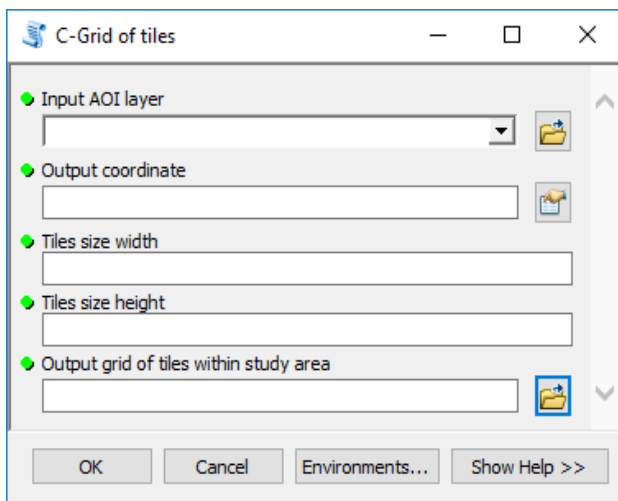 C-Grid of tiles
Input AOI layer
Output coordinate
Tiles size width
Tiles size height
Output grid of tiles within study area
OK Cancel Environments... Show Help >>